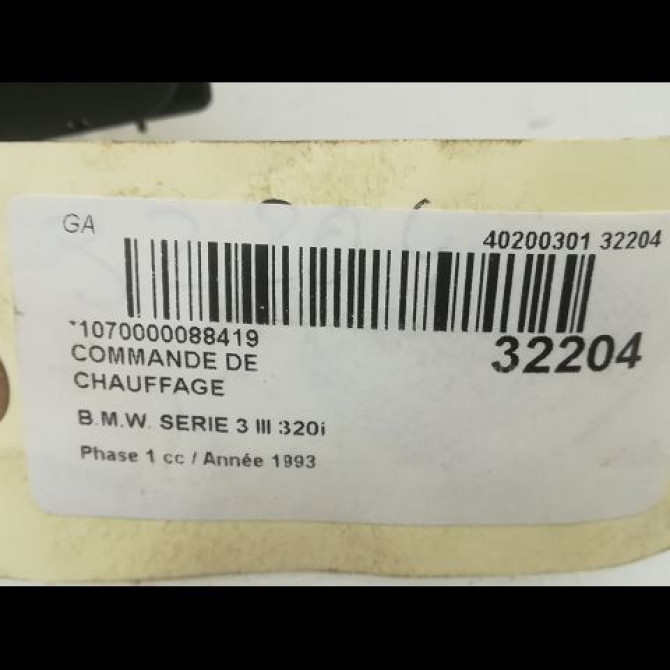 GA
40200301 32204
*1070000088419
32204
COMMANDE DE
CHAUFFAGE
B.M.W. SERIE 3 III 320i
Phase 1 cc / Année 1993